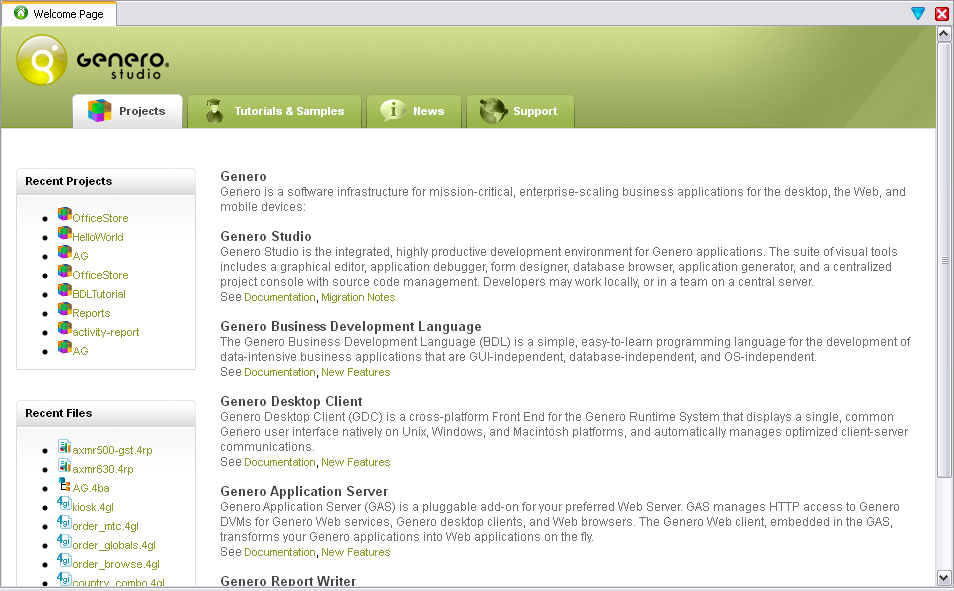 Welcome Page
Genero
studio
Projects
Tutorials & Samples
News
Support
Recent Projects
OfficeStore
HelloWorld
AG
OfficeStore
BDLTutorial
Reports
activity-report
AG
Recent Files
axmr500-gst.4rp
axmr630.4rp
AG.4ba
kiosk.4gl
order_mtc.4gl
order_globals.4gl
order_browse.4gl
country_combo.4gl
Genero
Genero is a software infrastructure for mission-critical, enterprise-scaling business applications for the desktop, the Web, and
mobile devices:
Genero Studio
Genero Studio is the integrated, highly productive development environment for Genero applications. The suite of visual tools
includes a graphical editor, application debugger, form designer, database browser, application generator, and a centralized
project console with source code management. Developers may work locally, or in a team on a central server.
See Documentation, Migration Notes
Genero Business Development Language
The Genero Business Development Language (BDL) is a simple, easy-to-learn programming language for the development of
data-intensive business applications that are GUI-independent, database-independent, and OS-independent.
See Documentation, New Features
Genero Desktop Client
Genero Desktop Client (GDC) is a cross-platform Front End for the Genero Runtime System that displays a single, common
Genero user interface natively on Unix, Windows, and Macintosh platforms, and automatically manages optimized client-server
communications.
See Documentation, New Features
Genero Application Server
Genero Application Server (GAS) is a pluggable add-on for your preferred Web Server. GAS manages HTTP access to Genero
DVMs for Genero Web services, Genero desktop clients, and Web browsers. The Genero Web client, embedded in the GAS,
transforms your Genero applications into Web applications on the fly.
See Documentation, New Features
Genero Report Writer